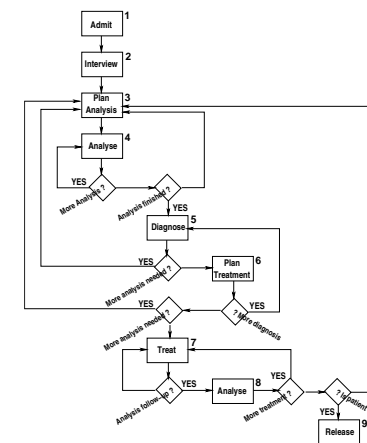 1
Admit
2
Interview
3
Plan
Analysis
4
Analyse
YES
More Analysis ?
Analysis finished ?
YES
5
Diagnose
YES
More analysis needed ?
6
Plan
Treatment
YES
? More diagnosis
YES
More analysis needed ?
7
Treat
Analysis follow-up ?
YES
Analyse
8
YES
More treatment ?
? Is patient
YES
9
Release